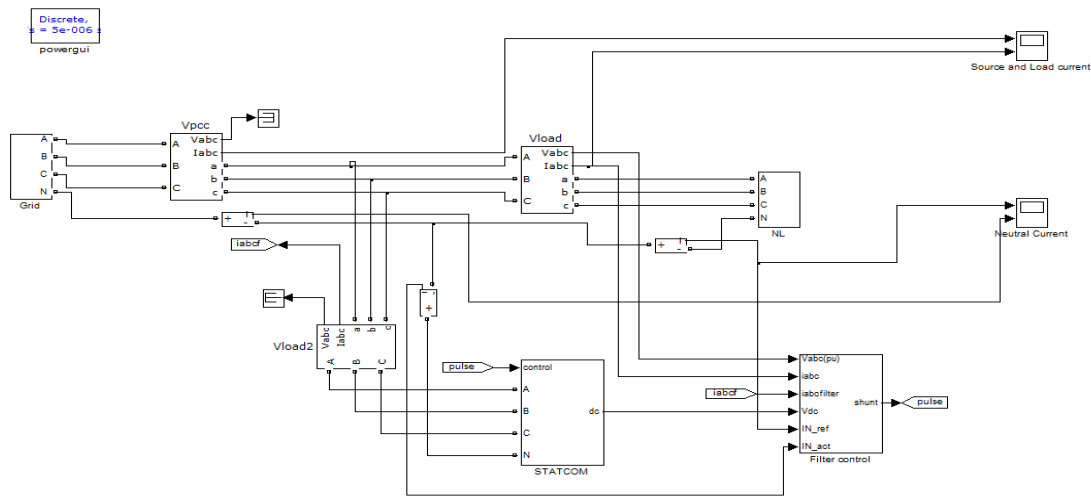 Discrete,
s = 5e-006 s
powergui
Source and Load current
Vpcc
Vload
A
Vabc
A
Iabc
B
B
a
C
C
b
N
c
Grid
A
Vabc
Iabc
B
a
b
C
c
A
B
C
N
NL
+
-
iabcf
+
-
Neutral Current
-
+
Vabc
Iabc
a
b
c
Vload2
A
B
C
pulse
control
A
B
dc
C
N
STATCOM
Vabc(pu)
iabc
iabcf
iabcfilter
shunt
pulse
Vdc
IN_ref
IN_act
Filter control